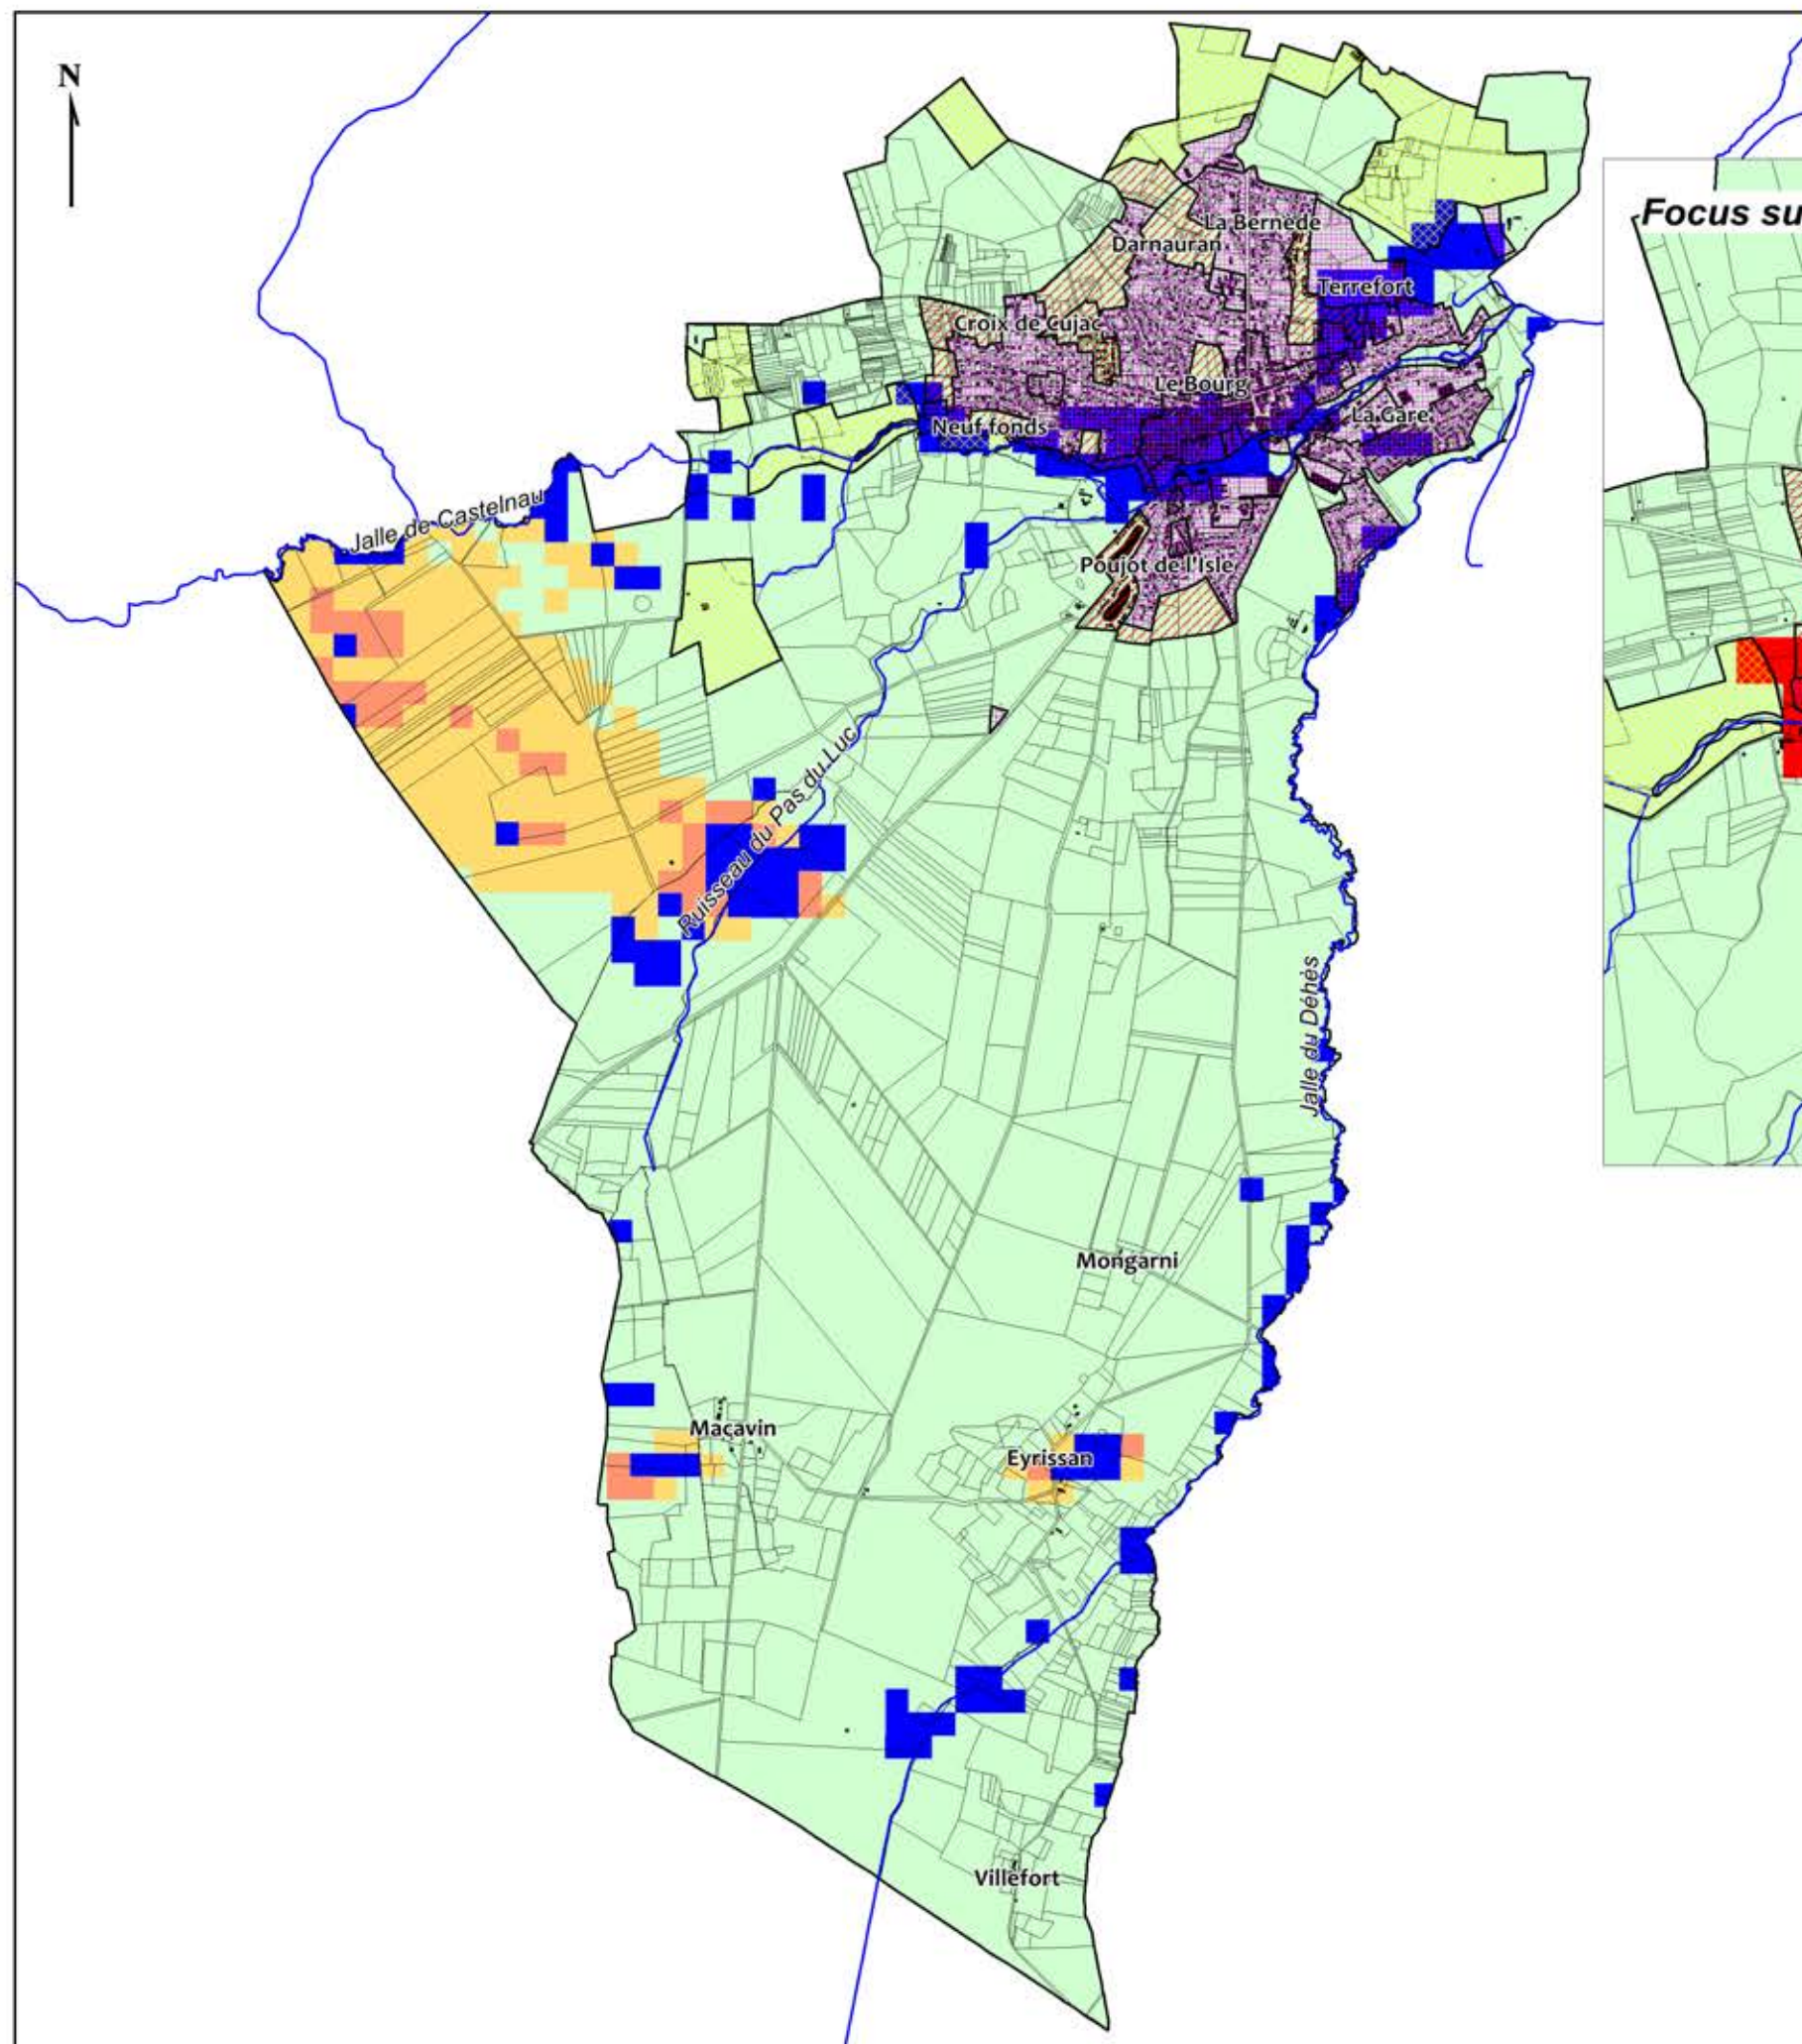 N
Focus su
La Bernede
Darnauran
Terrefort
Croix de Cujac
Le Bourg
La Gare
Neuf fonds
Jalle de Castelnau
Poujot de l'Isle
Ruisseau du Pas du Luc
Jalle du Déhès
Mongarni
Maçavin
Eyrissan
Villefort